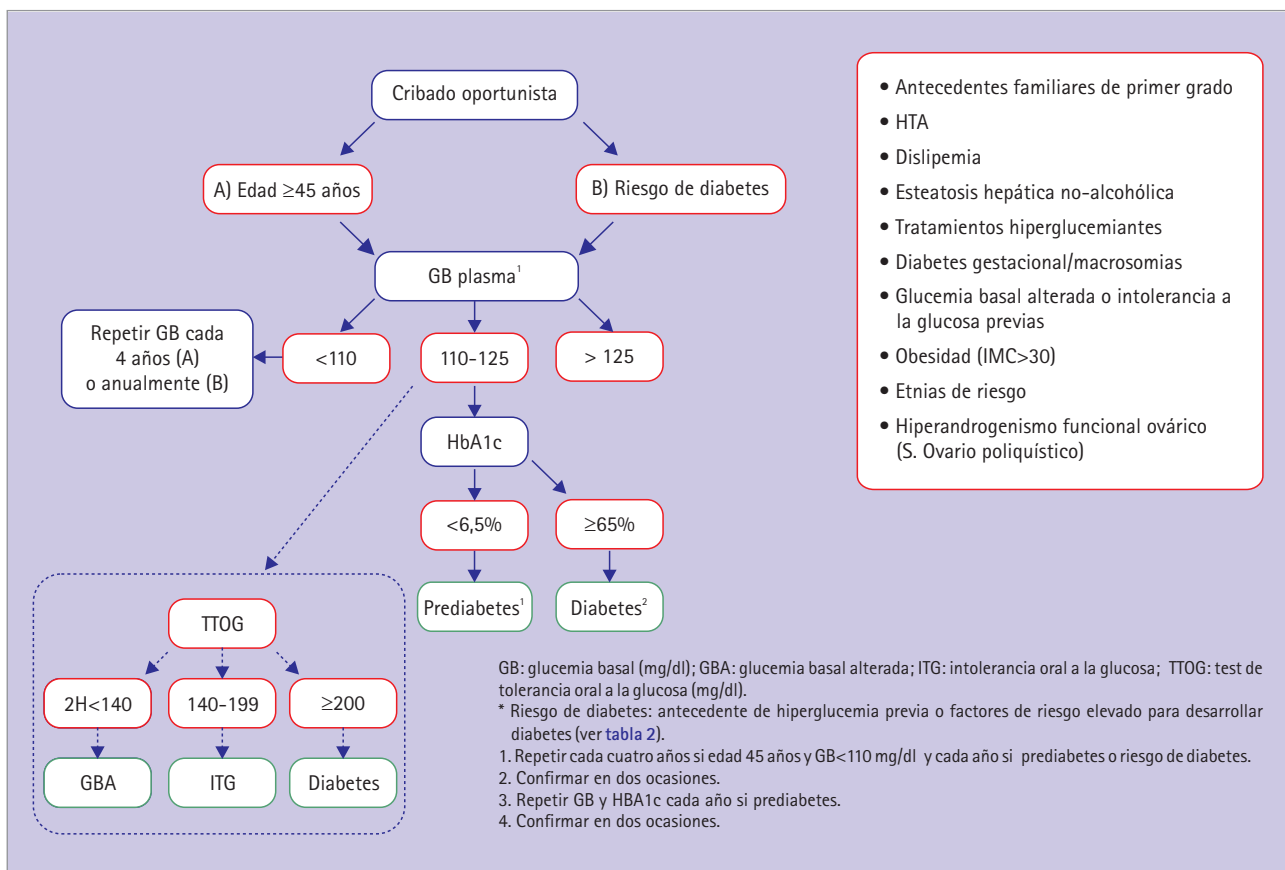 Cribado oportunista
A) Edad ≥45 años
B) Riesgo de diabetes
GB plasma¹
Repetir GB cada
4 años (A)
o anualmente (B)
<110
110-125
> 125
HbA1c
<6,5%
≥65%
Prediabetes¹
Diabetes²
TTOG
2H<140
140-199
≥200
GBA
ITG
Diabetes
• Antecedentes familiares de primer grado
• HTA
• Dislipemia
• Esteatosis hepática no-alcohólica
• Tratamientos hiperglucemiantes
• Diabetes gestacional/macrosomias
• Glucemia basal alterada o intolerancia a
la glucosa previas
• Obesidad (IMC>30)
• Etnias de riesgo
• Hiperandrogenismo funcional ovárico
(S. Ovario poliquístico)
GB: glucemia basal (mg/dl); GBA: glucemia basal alterada; ITG: intolerancia oral a la glucosa; TTOG: test de
tolerancia oral a la glucosa (mg/dl).
* Riesgo de diabetes: antecedente de hiperglucemia previa o factores de riesgo elevado para desarrollar
diabetes (ver tabla 2).
1. Repetir cada cuatro años si edad 45 años y GB<110 mg/dl y cada año si prediabetes o riesgo de diabetes.
2. Confirmar en dos ocasiones.
3. Repetir GB y HBA1c cada año si prediabetes.
4. Confirmar en dos ocasiones.